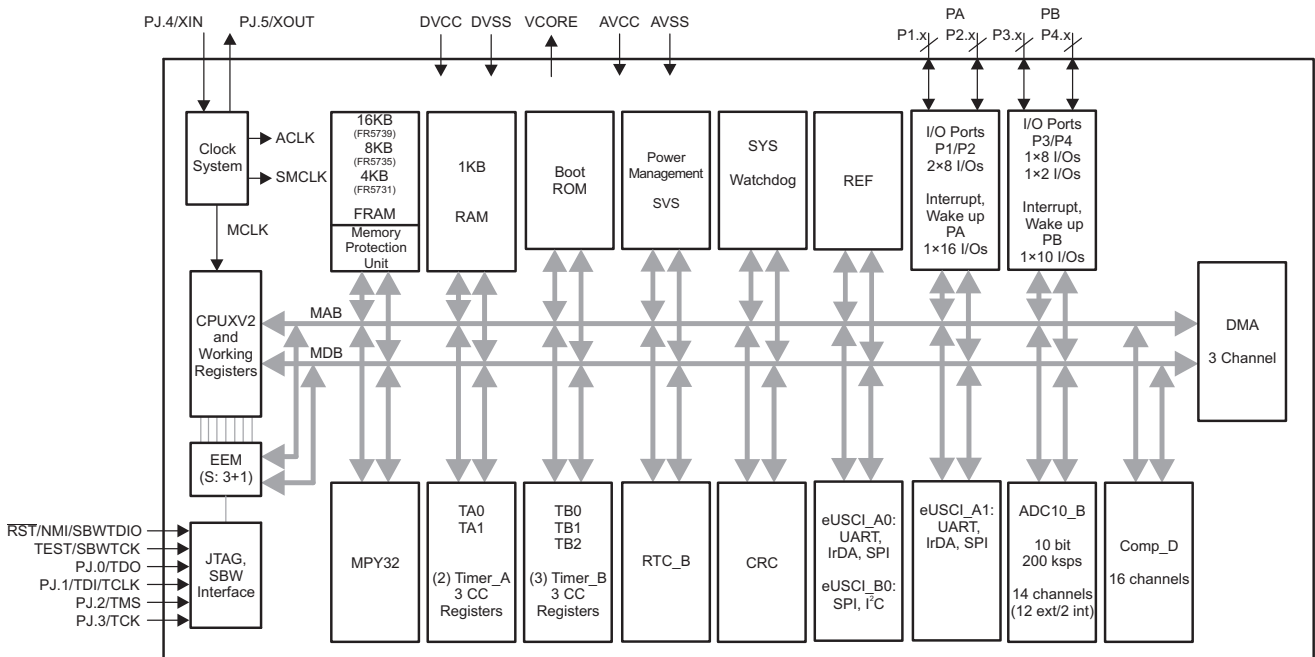 PJ.4/XIN
PJ.5/XOUT
DVCC
DVSS
VCORE
AVCC
AVSS
PA
P1.x
P2.x
PB
P3.x
P4.x
Clock
System
ACLK
SMCLK
MCLK
16KB
(FR5739)
8KB
(FR5735)
4KB
(FR5731)
FRAM
Memory
Protection
Unit
1KB
RAM
Boot
ROM
Power
Management
SVS
SYS
Watchdog
REF
I/O Ports
P1/P2
2×8 I/Os
Interrupt,
Wake up
PA
1×16 I/Os
I/O Ports
P3/P4
1×8 I/Os
1×2 I/Os
Interrupt,
Wake up
PB
1×10 I/Os
CPUXV2
and
Working
Registers
MAB
MDB
DMA
3 Channel
EEM
(S: 3+1)
RST/NMI/SBWTDIO
TEST/SBWTCK
PJ.0/TDO
PJ.1/TDI/TCLK
PJ.2/TMS
PJ.3/TCK
JTAG,
SBW
Interface
MPY32
TA0
TA1
(2) Timer_A
3 CC
Registers
TB0
TB1
TB2
(3) Timer_B
3 CC
Registers
RTC_B
CRC
eUSCI_A0:
UART,
IrDA, SPI
eUSCI_B0:
SPI, I²C
eUSCI_A1:
UART,
IrDA, SPI
ADC10_B
10 bit
200 ksps
14 channels
(12 ext/2 int)
Comp_D
16 channels